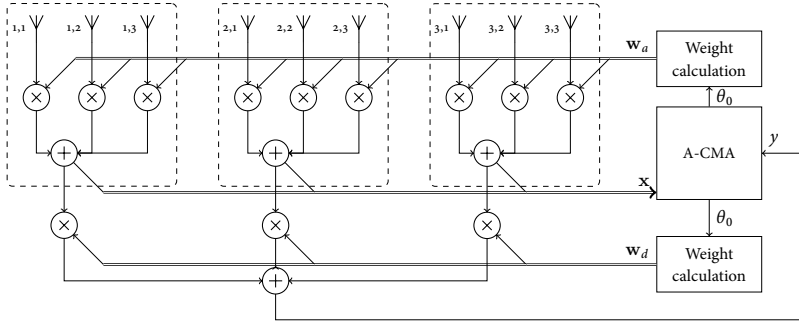 1,1 1,2 1,3 2,1 2,2 2,3 3,1 3,2 3,3
w_a
Weight
calculation
θ_0
A-CMA
y
x
θ_0
w_d
Weight
calculation